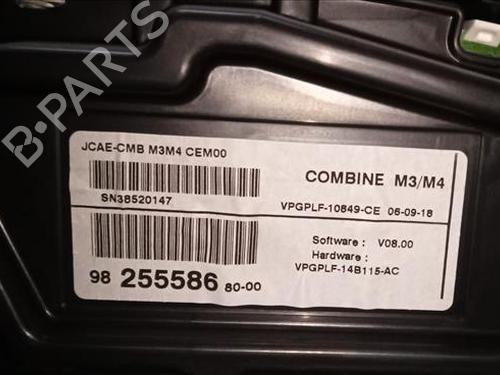 JCAE-CMB M3M4 CEM00
COMBINE M3/M4
SN38520147
VPGPLF-10849-CE 06-09-18
Software : V08.00
Hardware :
VPGPLF-14B115-AC
98 255586 80-00
B-PARTS